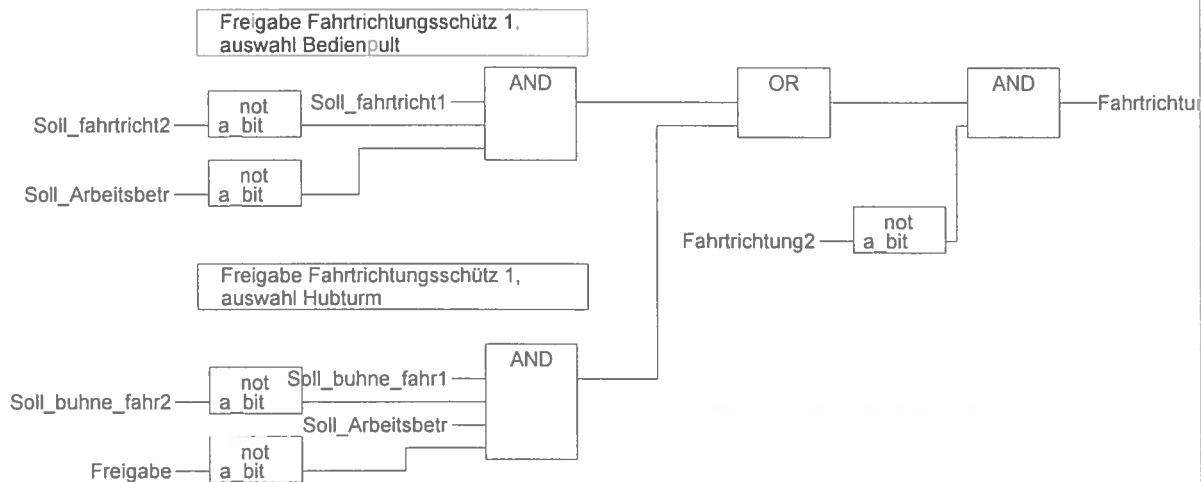 Freigabe Fahrtrichtungsschütz 1,
auswahl Bedienpult
AND
OR
AND
not
a_bit
Soll_fahrtricht1
Soll_fahrtricht2
Fahrtrichtu
not
a_bit
Soll_Arbeitsbetr
not
a_bit
Fahrtrichtung2
Freigabe Fahrtrichtungsschütz 1,
auswahl Hubturm
AND
not
a_bit
Soll_buhne_fahr1
Soll_buhne_fahr2
Soll_Arbeitsbetr
not
a_bit
Freigabe